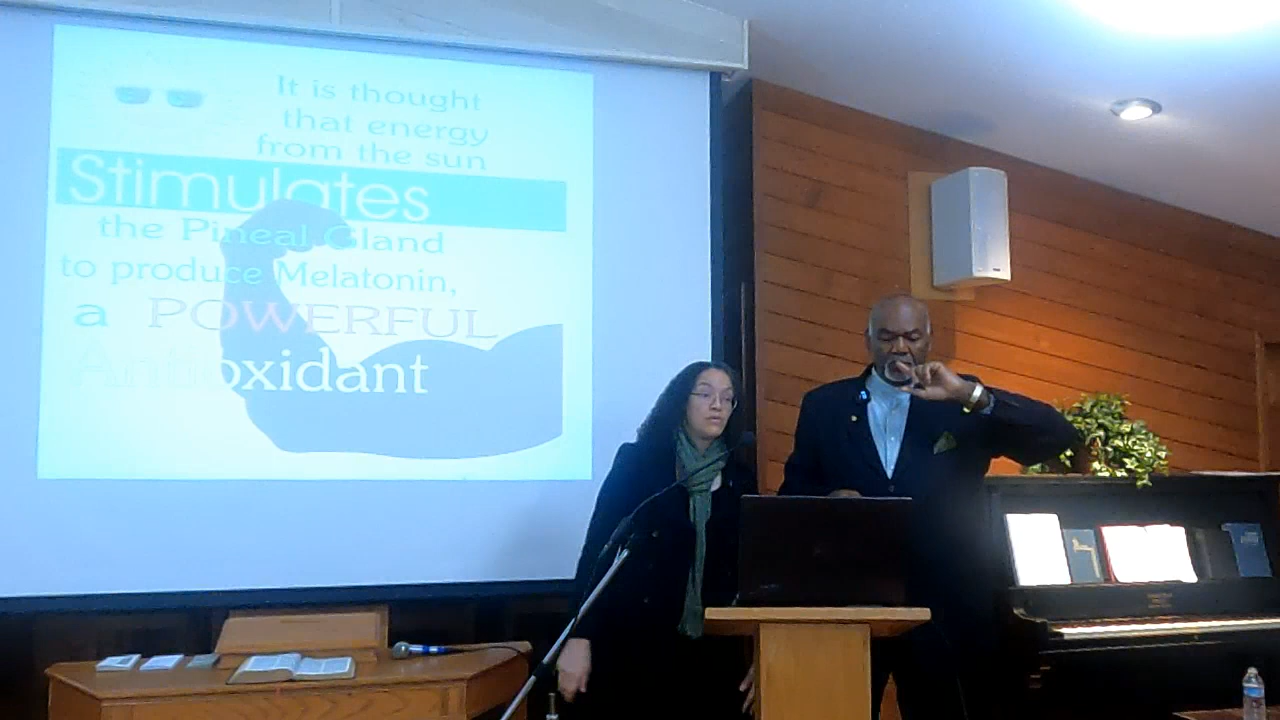 It is thought
that energy
from the sun
Stimulates
the Pineal Gland
to produce Melatonin,
a POWERFUL
Antioxidant